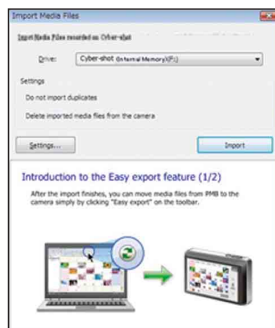 Import Media Files
Import Media Files recorded on Cyber-shot
Drive: Cyber-shot (Internal Memory)(F:)
Settings
Do not import duplicates
Delete imported media files from the camera
Settings... Import
Introduction to the Easy export feature (1/2)
After the import finishes, you can move media files from PMB to the
camera simply by clicking "Easy export" on the toolbar.